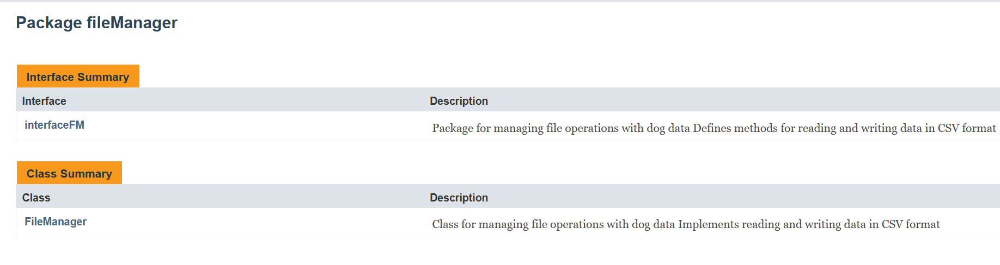 Package fileManager
Interface Summary
Interface Description
interfaceFM Package for managing file operations with dog data Defines methods for reading and writing data in CSV format
Class Summary
Class Description
FileManager Class for managing file operations with dog data Implements reading and writing data in CSV format